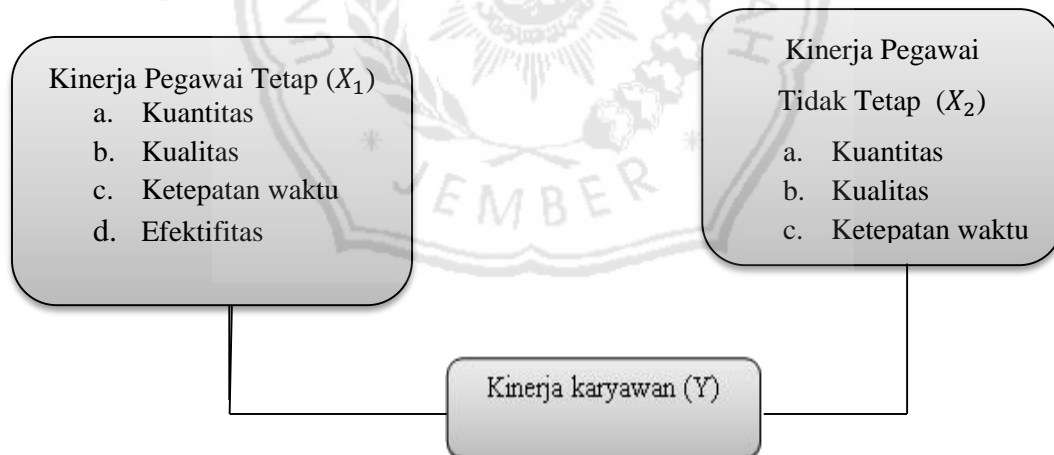 Kinerja Pegawai Tetap (𝑋₁)
a. Kuantitas
b. Kualitas
c. Ketepatan waktu
d. Efektifitas
Kinerja Pegawai
Tidak Tetap (𝑋₂)
a. Kuantitas
b. Kualitas
c. Ketepatan waktu
Kinerja karyawan (Y)
JEMBER